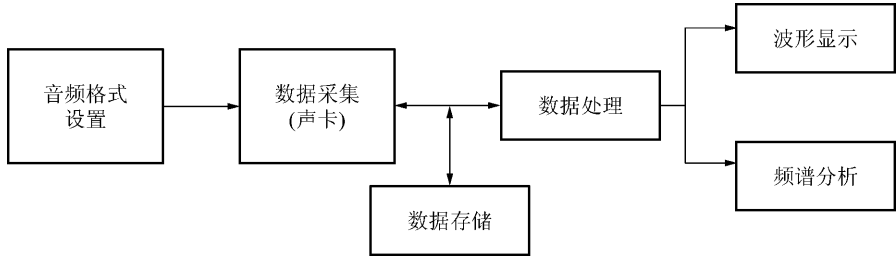 音频格式
设置
数据采集
(声卡)
数据处理
波形显示
频谱分析
数据存储